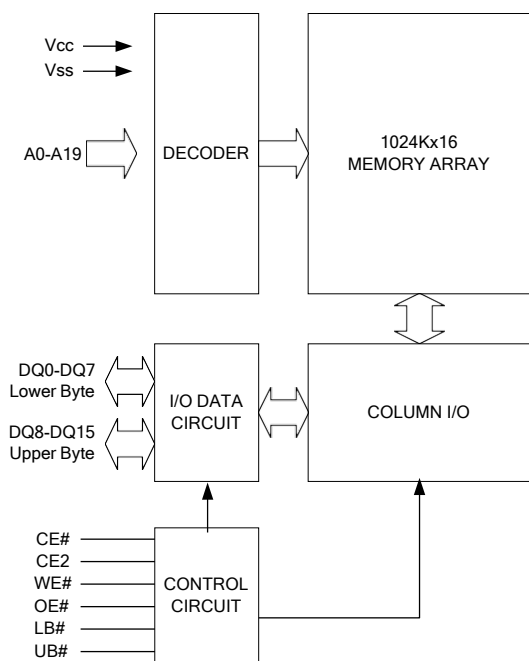 Vcc
Vss
A0-A19
DECODER
1024Kx16
MEMORY ARRAY
DQ0-DQ7
Lower Byte
DQ8-DQ15
Upper Byte
I/O DATA
CIRCUIT
COLUMN I/O
CE#
CE2
WE#
OE#
LB#
UB#
CONTROL
CIRCUIT